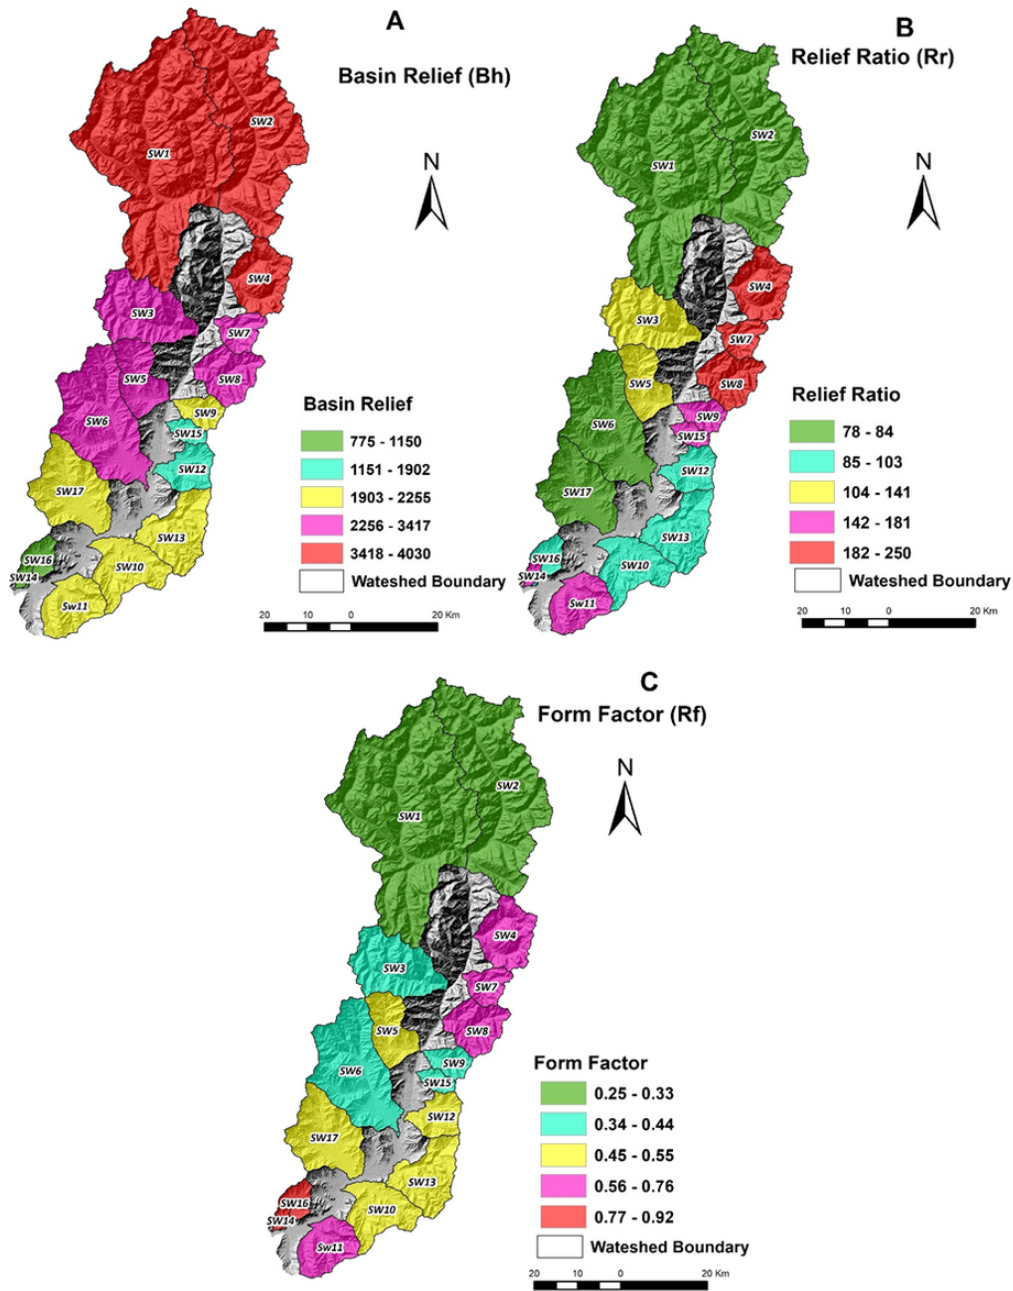 A
Basin Relief (Bh)
N
SW2
SW1
SW4
SW3
SW7
SW5
SW8
SW9
SW6
SW15
SW12
SW17
SW13
SW16
SW10
SW14
Sw11
Basin Relief
775 - 1150
1151 - 1902
1903 - 2255
2256 - 3417
3418 - 4030
Wateshed Boundary
20 10 0 20 Km
B
Relief Ratio (Rr)
N
SW2
SW1
SW4
SW3
SW7
SW5
SW8
SW9
SW6
SW15
SW12
SW17
SW13
SW16
SW10
SW14
Sw11
Relief Ratio
78 - 84
85 - 103
104 - 141
142 - 181
182 - 250
Wateshed Boundary
20 10 0 20 Km
C
Form Factor (Rf)
N
SW2
SW1
SW4
SW3
SW7
SW5
SW8
SW9
SW6
SW15
SW12
SW17
SW13
SW16
SW10
SW14
Sw11
Form Factor
0.25 - 0.33
0.34 - 0.44
0.45 - 0.55
0.56 - 0.76
0.77 - 0.92
Wateshed Boundary
20 10 0 20 Km